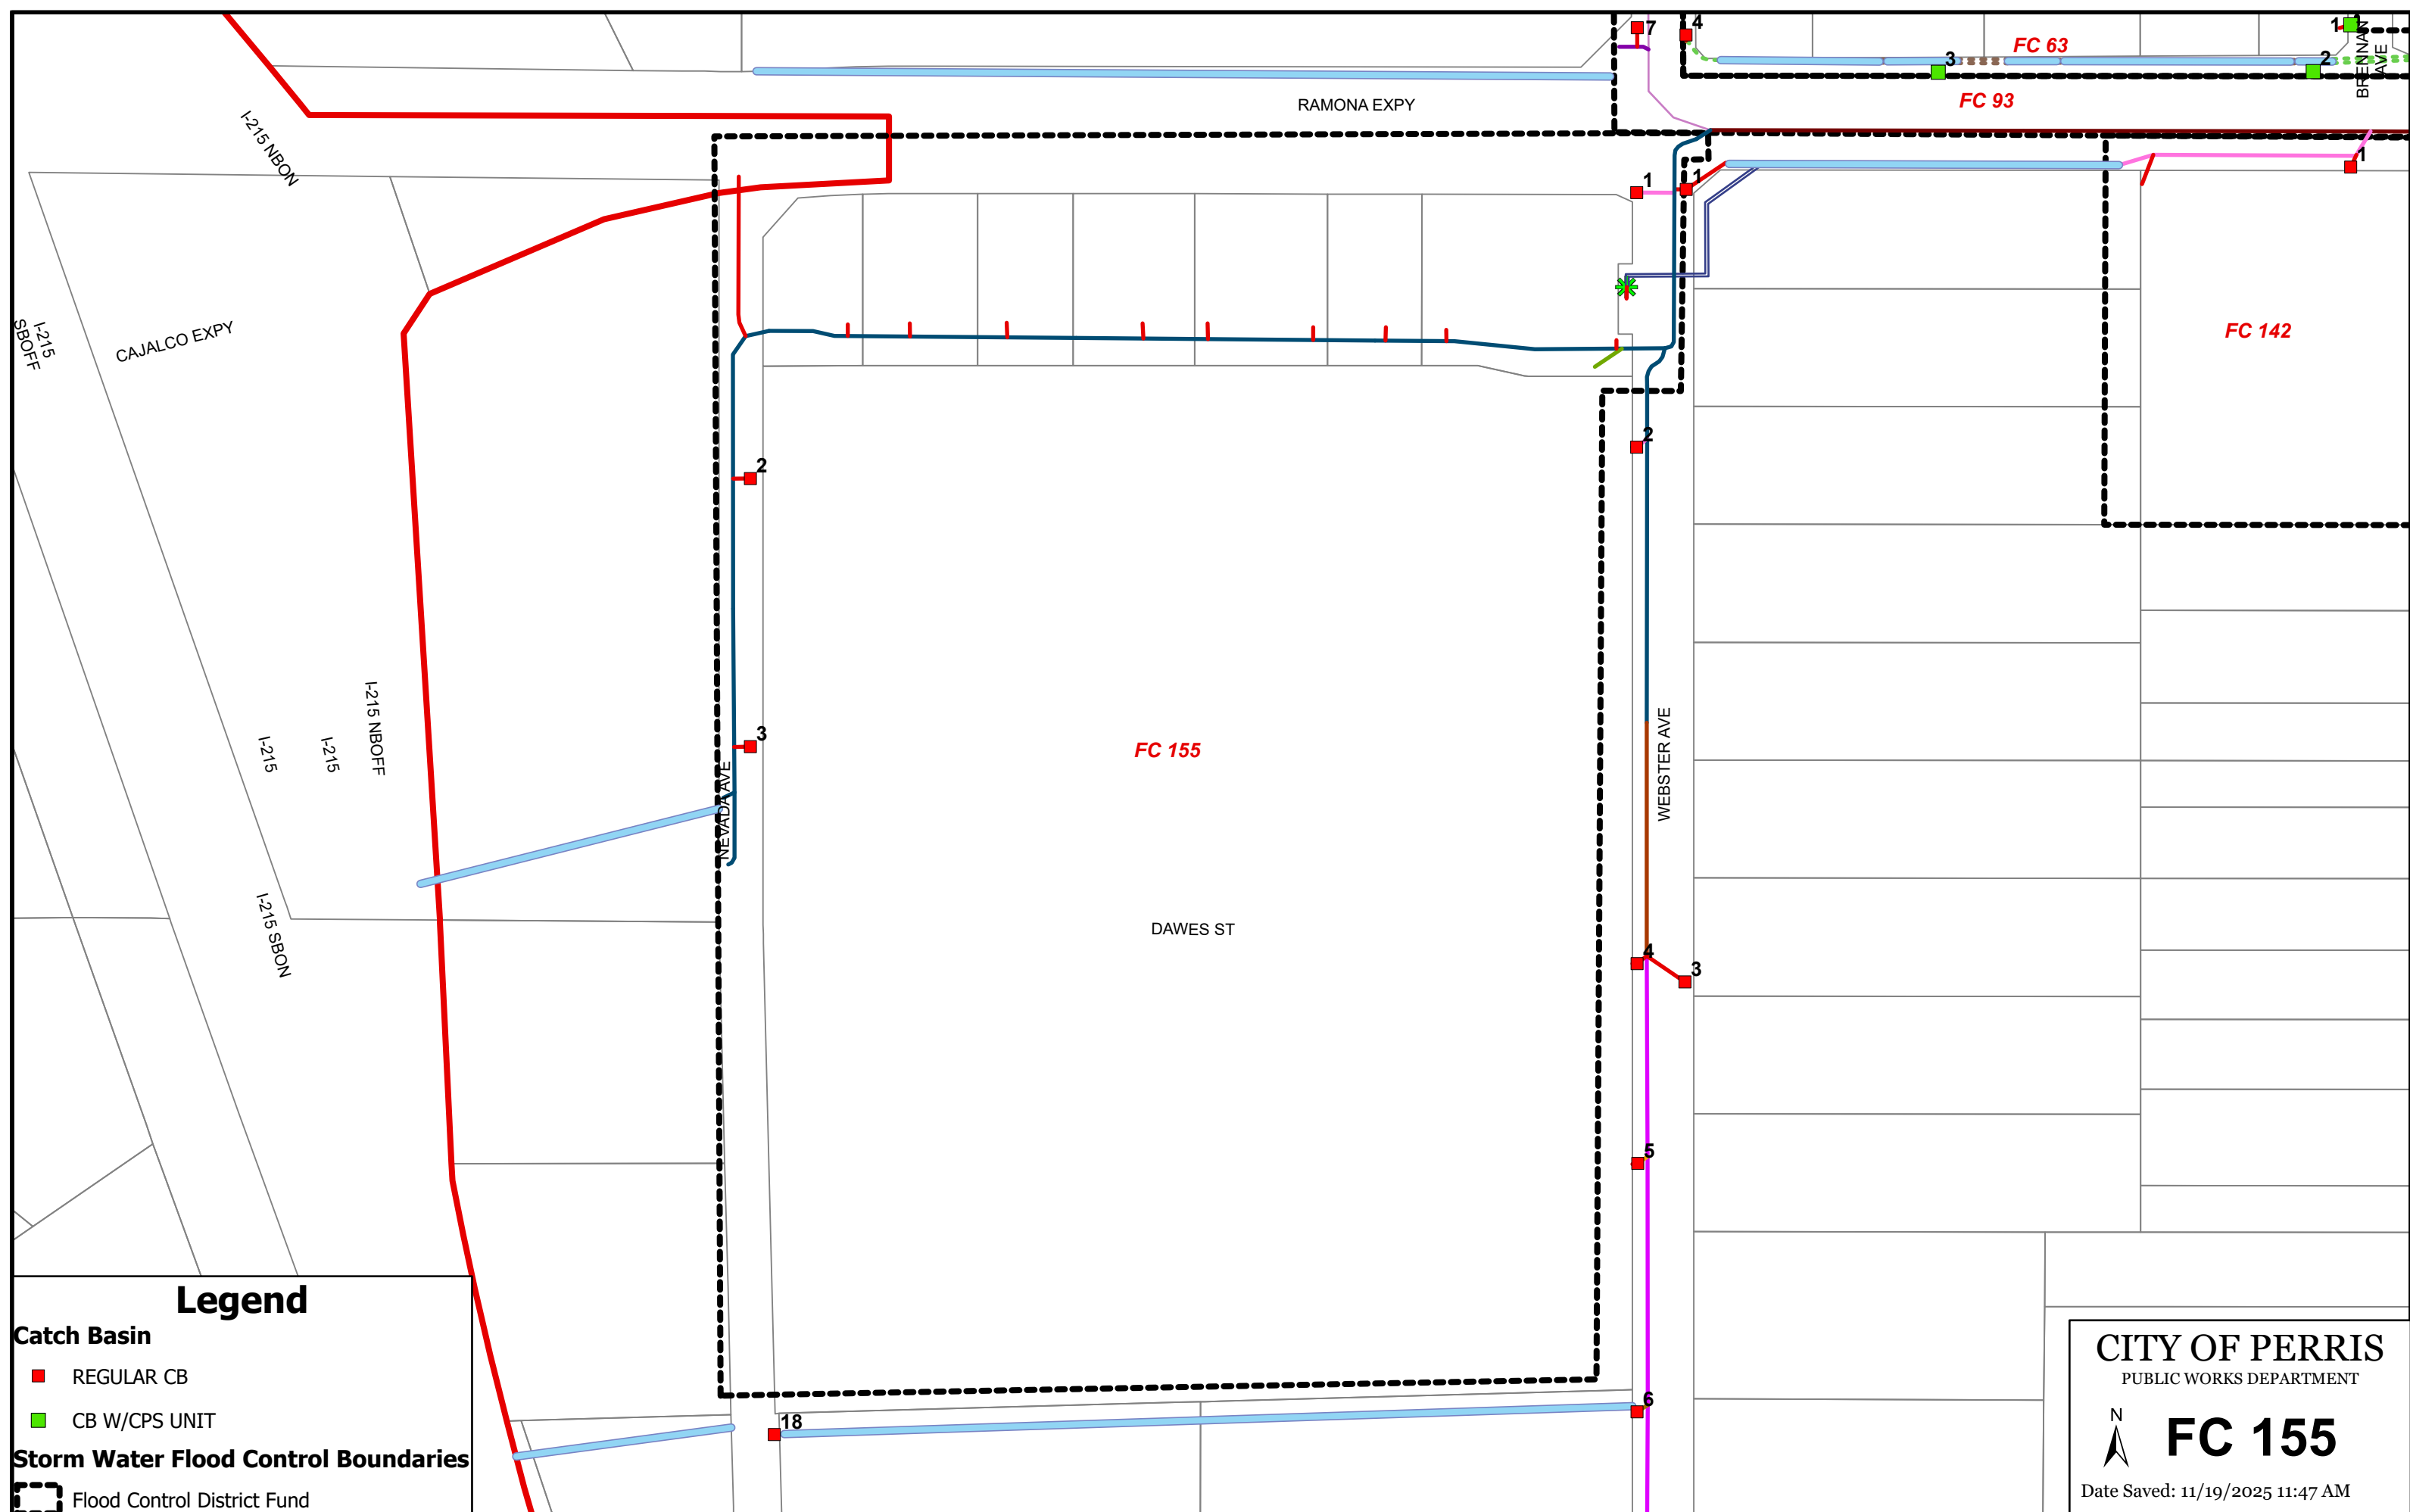 7
4
FC 63
1
BRENNAN
AVE
3
2
RAMONA EXPY
FC 93
I-215 NBON
1
1
1
I-215
SBOFF
CAJALCO EXPY
FC 142
2
2
3
I-215 NBOFF
I-215
I-215
NEVADA AVE
FC 155
WEBSTER AVE
I-215 SBON
DAWES ST
4
3
5
6
18
Legend
Catch Basin
REGULAR CB
CB W/CPS UNIT
Storm Water Flood Control Boundaries
Flood Control District Fund
CITY OF PERRIS
PUBLIC WORKS DEPARTMENT
N
FC 155
Date Saved: 11/19/2025 11:47 AM